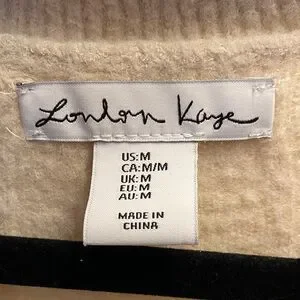 London Kaye
US:M
CA:M/M
UK:M
EU:M
AU:M
MADE IN
CHINA